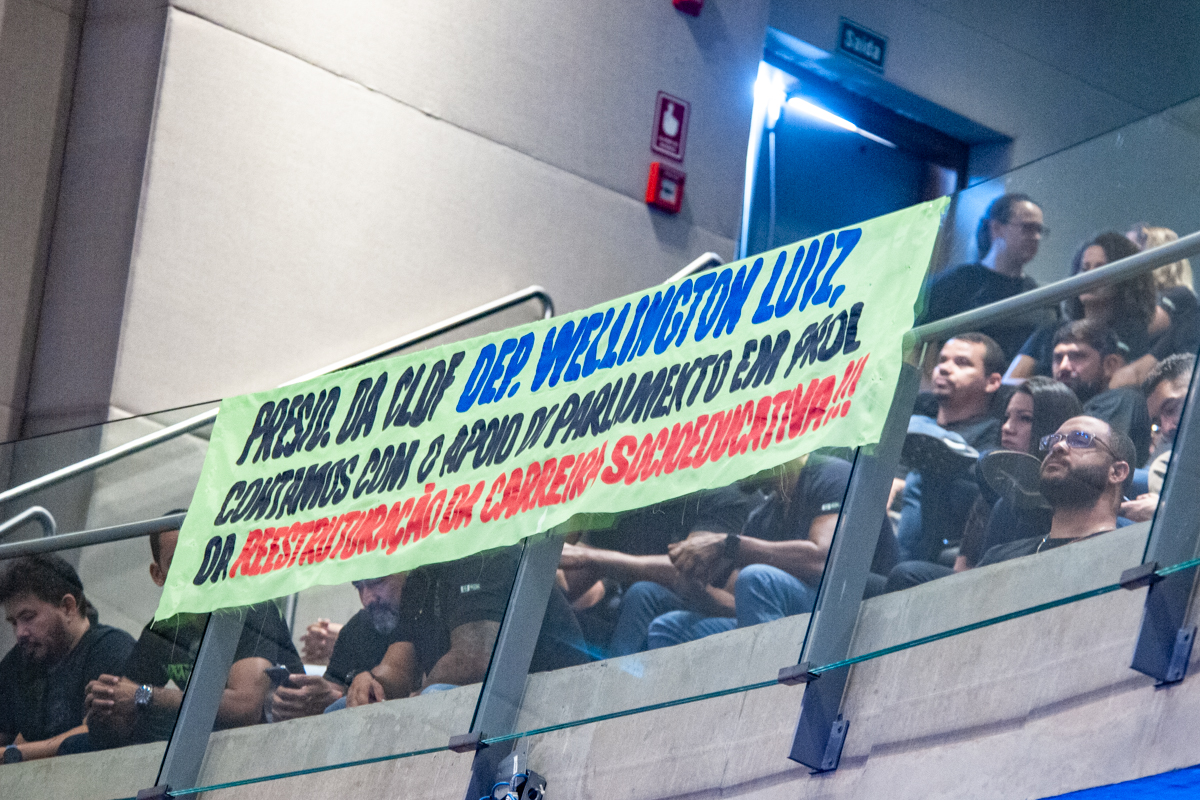 Saída
PRESID. DA CLDF DEP. WELLINGTON LUIZ,
CONTAMOS COM O APOIO DO PARLAMENTO EM PROL
DA REESTRUTURAÇÃO DA CARREIRA SOCIOEDUCATIVA!!!